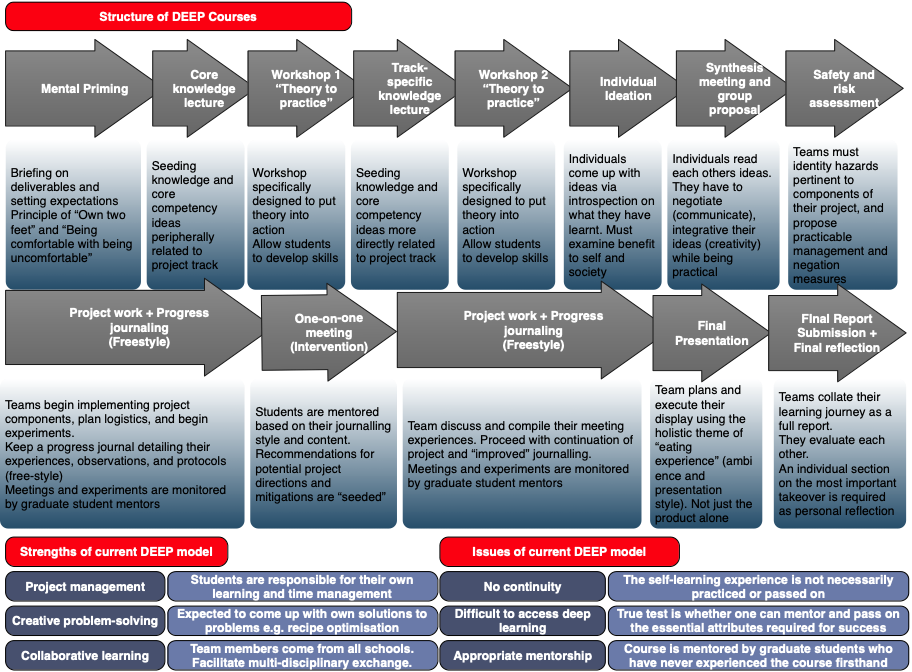 Structure of DEEP Courses
Mental Priming
Core
knowledge
lecture
Workshop 1
“Theory to
practice”
Track-
specific
knowledge
lecture
Workshop 2
“Theory to
practice”
Individual
Ideation
Synthesis
meeting and
group
proposal
Safety and
risk
assessment
Briefing on
deliverables and
setting expectations
Principle of “Own two
feet” and “Being
comfortable with being
uncomfortable”
Seeding
knowledge and
core
competency
ideas
peripherally
related to
project track
Workshop
specifically
designed to put
theory into
action
Allow students
to develop skills
Seeding
knowledge and
core
competency
ideas more
directly related
to project track
Workshop
specifically
designed to put
theory into
action
Allow students
to develop skills
Individuals
come up with
ideas via
introspection on
what they have
learnt. Must
examine benefit
to self and
society
Individuals read
each others ideas.
They have to
negotiate
(communicate),
integrative their
ideas (creativity)
while being
practical
Teams must
identity hazards
pertinent to
components of
their project, and
propose
practicable
management and
negation
measures
Project work + Progress
journaling
(Freestyle)
One-on-one
meeting
(Intervention)
Project work + Progress
journaling
(Freestyle)
Final
Presentation
FInal Report
Submission +
Final reflection
Teams begin implementing project
components, plan logistics, and begin
experiments.
Keep a progress journal detailing their
experiences, observations, and protocols
(free-style)
Meetings and experiments are monitored
by graduate student mentors
Students are mentored
based on their journalling
style and content.
Recommendations for
potential project
directions and
mitigations are “seeded”
Team discuss and compile their meeting
experiences. Proceed with continuation of
project and “improved” journalling.
Meetings and experiments are monitored
by graduate student mentors
Team plans and
execute their
display using the
holistic theme of
“eating
experience” (ambi
ence and
presentation
style). Not just the
product alone
Teams collate their
learning journey as a
full report.
They evaluate each
other.
An individual section
on the most important
takeover is required
as personal reflection
Strengths of current DEEP model
Project management
Students are responsible for their own
learning and time management
Creative problem-solving
Expected to come up with own solutions to
problems e.g. recipe optimisation
Collaborative learning
Team members come from all schools.
Facilitate multi-disciplinary exchange.
Issues of current DEEP model
No continuity
The self-learning experience is not necessarily
practiced or passed on
Difficult to access deep
learning
True test is whether one can mentor and pass on
the essential attributes required for success
Appropriate mentorship
Course is mentored by graduate students who
have never experienced the course firsthand